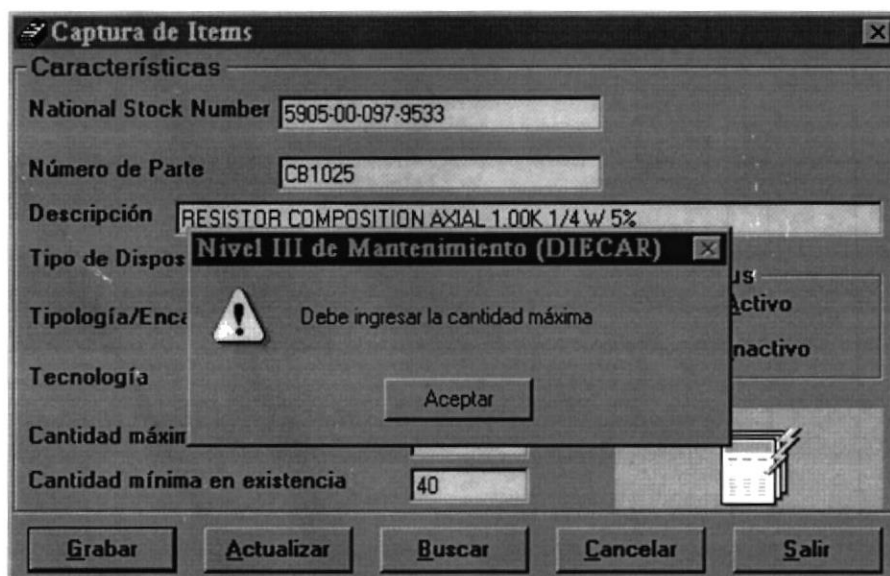 Captura de Items
Características
National Stock Number 5905-00-097-9533
Número de Parte CB1025
Descripción RESISTOR COMPOSITION AXIAL 1.00K 1/4 W 5%
Nivel III de Mantenimiento (DIECAR)
Tipo de Dispos
us
Activo
Debe ingresar la cantidad máxima
Tipología/Enca
nactivo
Tecnología
Aceptar
Cantidad máxim
Cantidad mínima en existencia 40
Grabar Actualizar Buscar Cancelar Salir